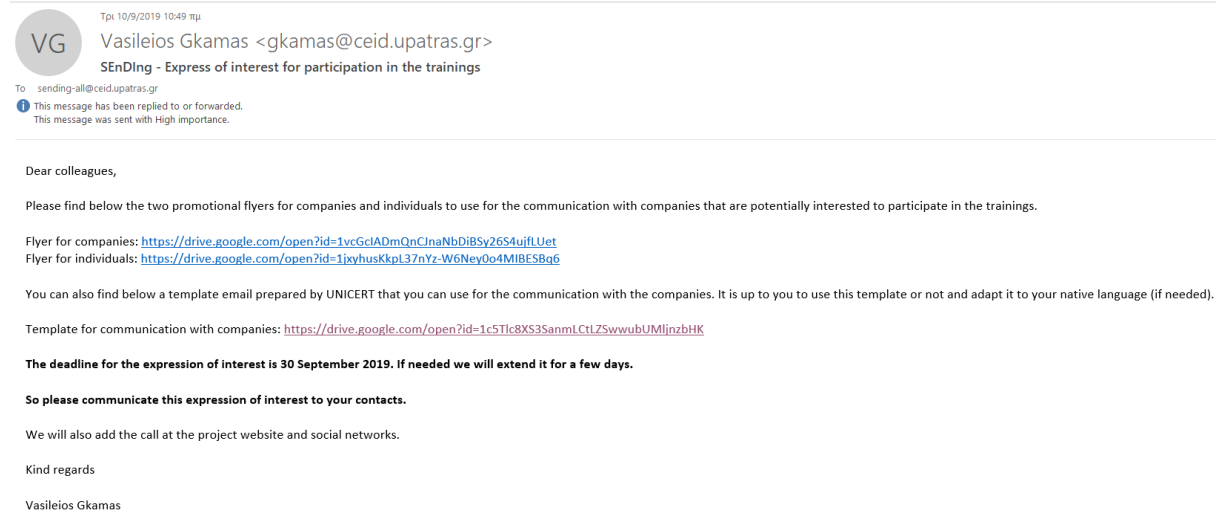 Τρι 10/9/2019 10:49 πμ
VG
Vasileios Gkamas <gkamas@ceid.upatras.gr>
SEnDIng - Express of interest for participation in the trainings
To sending-all@ceid.upatras.gr
This message has been replied to or forwarded.
This message was sent with High importance.
Dear colleagues,
Please find below the two promotional flyers for companies and individuals to use for the communication with companies that are potentially interested to participate in the trainings.
Flyer for companies: https://drive.google.com/open?id=1vcGcIADmQnCJnaNbDiBSy26S4ujfLUet
Flyer for individuals: https://drive.google.com/open?id=1jxyhusKkpL37nYz-W6Ney0o4MIBESBq6
You can also find below a template email prepared by UNICERT that you can use for the communication with the companies. It is up to you to use this template or not and adapt it to your native language (if needed).
Template for communication with companies: https://drive.google.com/open?id=1c5Tlc8XS3SanmLCtLZSwwubUMljnzbHK
The deadline for the expression of interest is 30 September 2019. If needed we will extend it for a few days.
So please communicate this expression of interest to your contacts.
We will also add the call at the project website and social networks.
Kind regards
Vasileios Gkamas